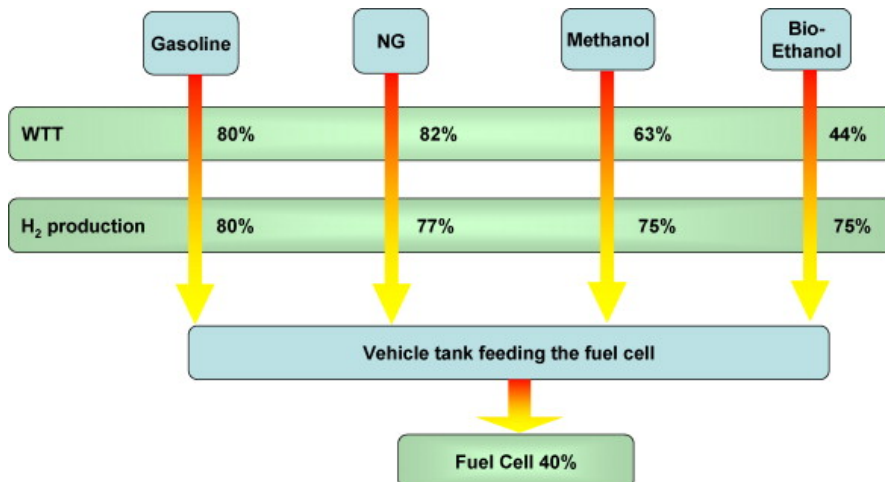 Gasoline
NG
Methanol
Bio-
Ethanol
WTT 80% 82% 63% 44%
H₂ production 80% 77% 75% 75%
Vehicle tank feeding the fuel cell
Fuel Cell 40%